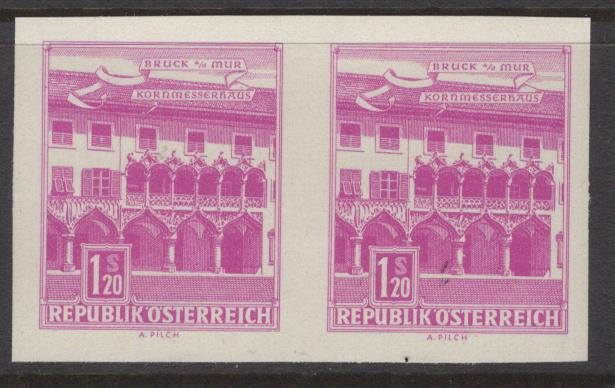 BRUCK a/d MUR
KORNMESSERHAUS
1 S 20
REPUBLIK ÖSTERREICH
A. PILCH
BRUCK a/d MUR
KORNMESSERHAUS
1 S 20
REPUBLIK ÖSTERREICH
A. PILCH